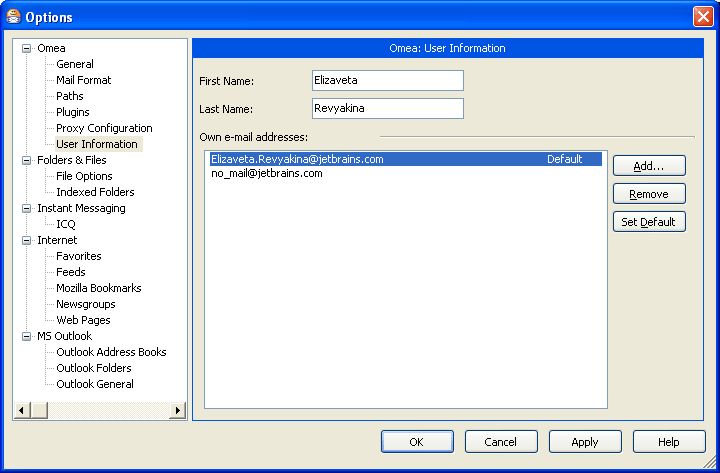 Options
Omea
General
Mail Format
Paths
Plugins
Proxy Configuration
User Information
Folders & Files
File Options
Indexed Folders
Instant Messaging
ICQ
Internet
Favorites
Feeds
Mozilla Bookmarks
Newsgroups
Web Pages
MS Outlook
Outlook Address Books
Outlook Folders
Outlook General
Omea: User Information
First Name: Elizaveta
Last Name: Revyakina
Own e-mail addresses:
Elizaveta.Revyakina@jetbrains.com Default
no_mail@jetbrains.com
Add...
Remove
Set Default
OK Cancel Apply Help